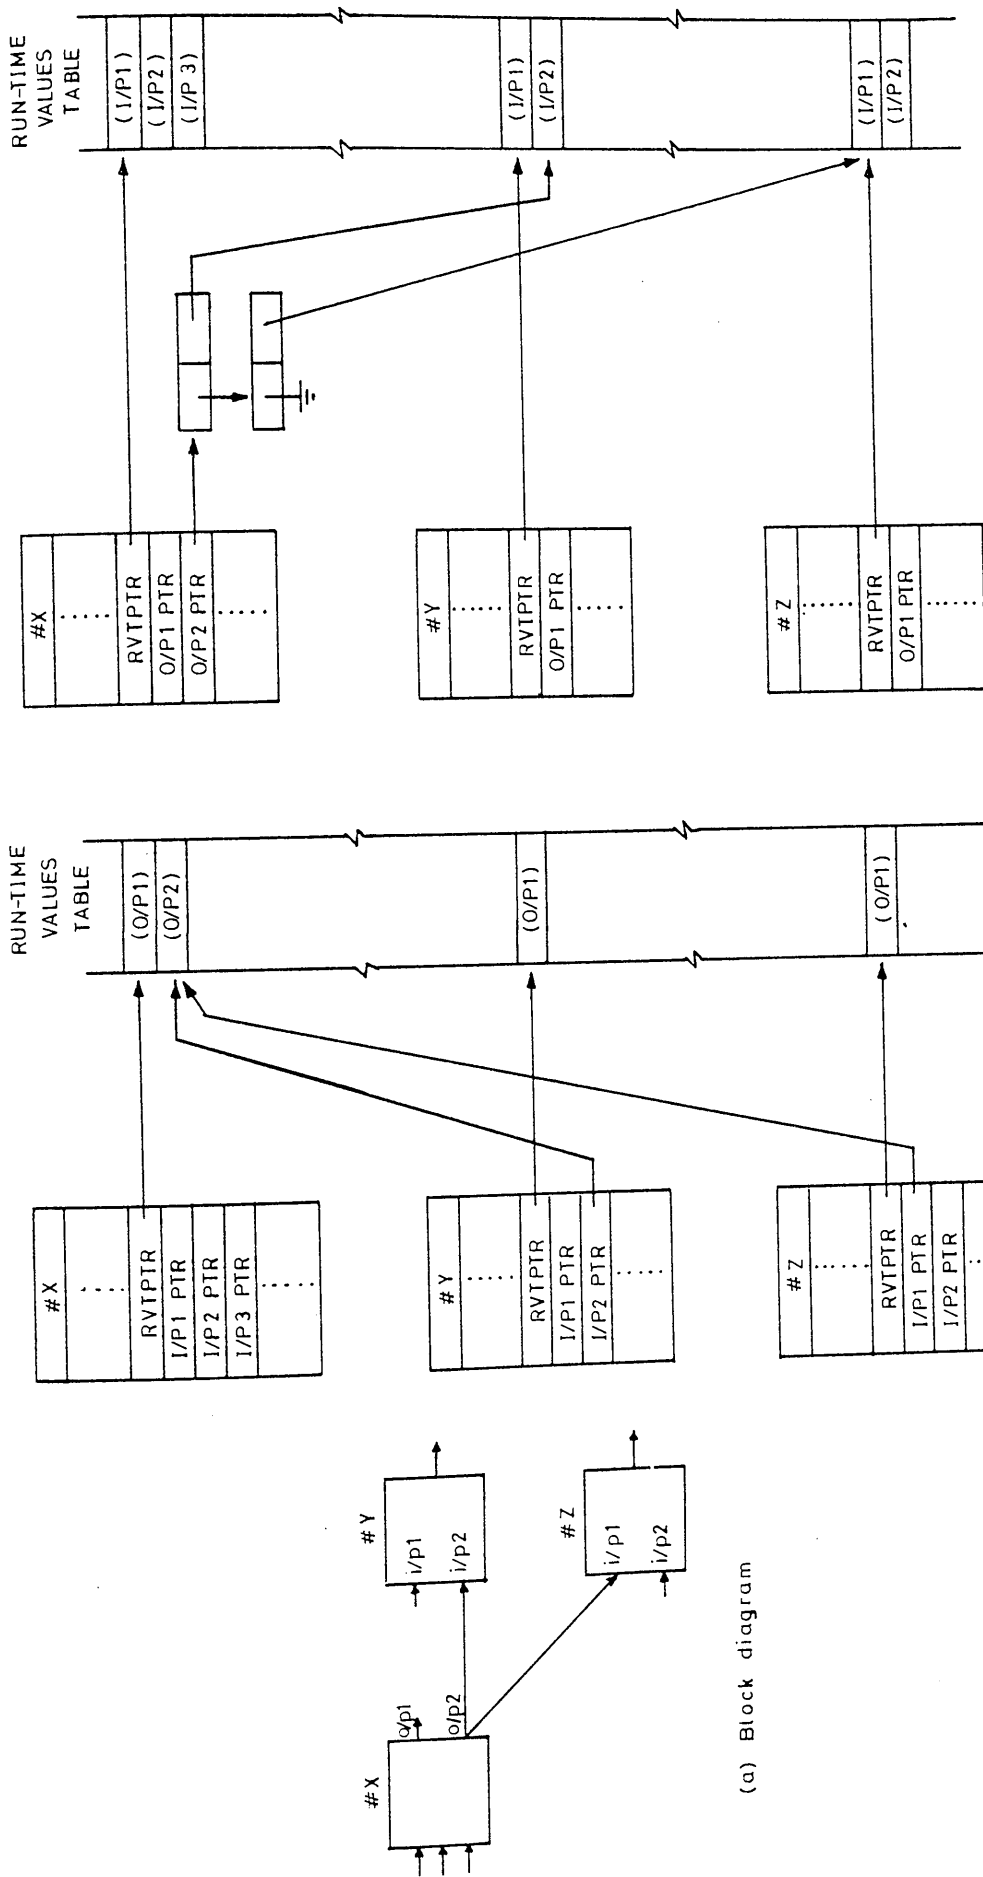 #X
o/p1
o/p2
#Y
i/p1
i/p2
#Z
i/p1
i/p2
(a) Block diagram
RUN-TIME
VALUES
TABLE
#X
......
RVTPTR
I/P1 PTR
I/P2 PTR
I/P3 PTR
......
(O/P1)
(O/P2)
#Y
......
RVTPTR
I/P1 PTR
I/P2 PTR
......
(O/P1)
#Z
......
RVTPTR
I/P1 PTR
I/P2 PTR
(O/P1)
RUN-TIME
VALUES
TABLE
#X
......
RVTPTR
O/P1 PTR
O/P2 PTR
......
(I/P1)
(I/P2)
(I/P 3)
#Y
......
RVTPTR
O/P1 PTR
......
(I/P1)
(I/P2)
#Z
......
RVTPTR
O/P1 PTR
......
(I/P1)
(I/P2)